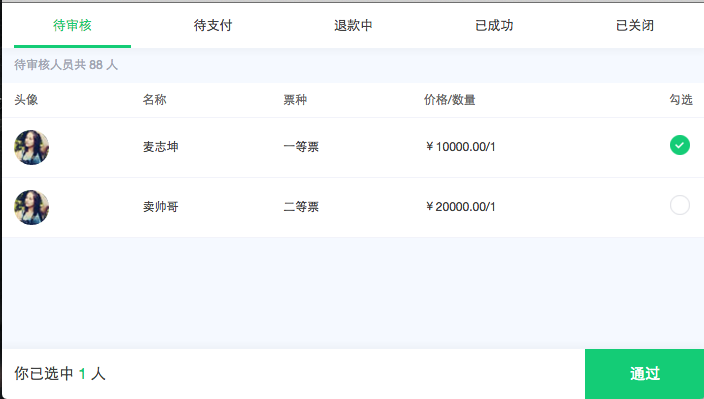 待审核 待支付 退款中 已成功 已关闭
待审核人员共 88 人
头像 名称 票种 价格/数量 勾选
麦志坤 一等票 ￥10000.00/1
卖帅哥 二等票 ￥20000.00/1
你已选中 1 人 通过